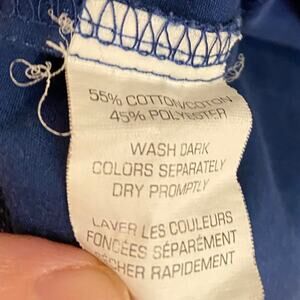 55% COTTON/COTON
45% POLYESTER
WASH DARK
COLORS SEPARATELY
DRY PROMPTLY
LAVER LES COULEURS
FONCÉES SÉPARÉMENT
SÉCHER RAPIDEMENT